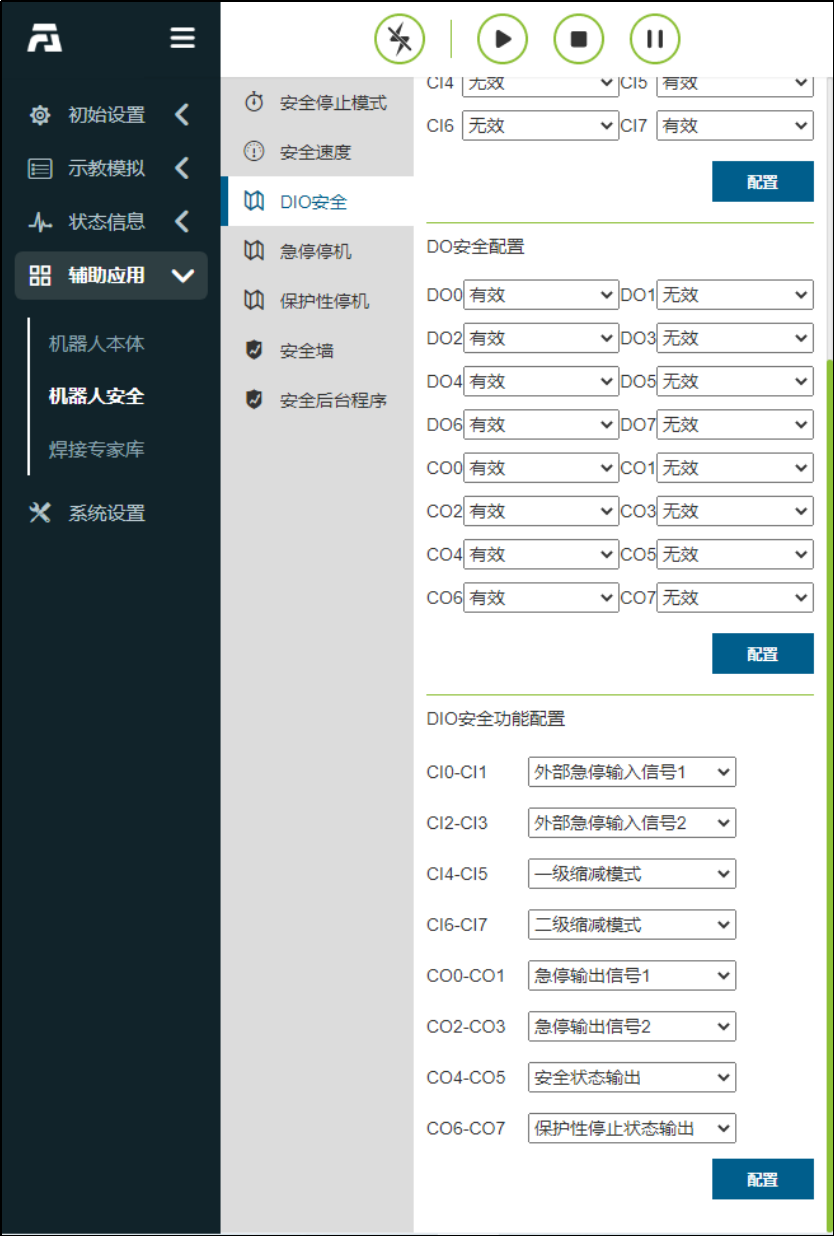 初始设置
示教模拟
状态信息
辅助应用
机器人本体
机器人安全
焊接专家库
系统设置
安全停止模式
安全速度
DIO安全
急停停机
保护性停机
安全墙
安全后台程序
CI4 无效 CI5 有效
CI6 无效 CI7 有效
配置
DO安全配置
DO0 有效 DO1 无效
DO2 有效 DO3 无效
DO4 有效 DO5 无效
DO6 有效 DO7 无效
CO0 有效 CO1 无效
CO2 有效 CO3 无效
CO4 有效 CO5 无效
CO6 有效 CO7 无效
配置
DIO安全功能配置
CI0-CI1 外部急停输入信号1
CI2-CI3 外部急停输入信号2
CI4-CI5 一级缩减模式
CI6-CI7 二级缩减模式
CO0-CO1 急停输出信号1
CO2-CO3 急停输出信号2
CO4-CO5 安全状态输出
CO6-CO7 保护性停止状态输出
配置